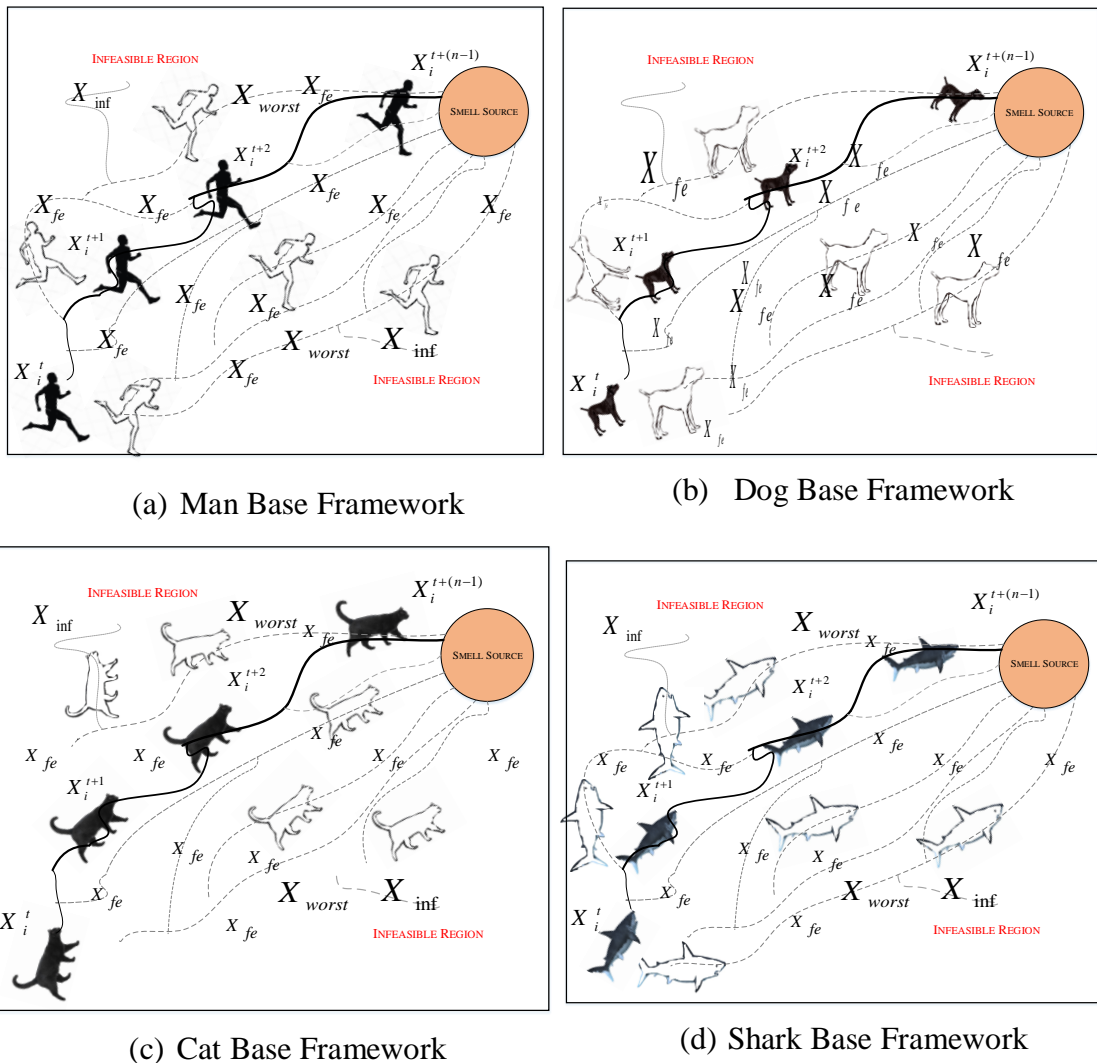 INFEASIBLE REGION
X_i^{t+(n-1)}
X_inf
X_worst
X_fe
SMELL SOURCE
X_i^{t+2}
X_fe
X_fe
X_fe
X_fe
X_fe
X_i^{t+1}
X_fe
X_fe
X_fe
X_worst
X_inf
X_fe
X_i^t
INFEASIBLE REGION
(a) Man Base Framework
INFEASIBLE REGION
X_i^{t+(n-1)}
SMELL SOURCE
X_fe
X_i^{t+2}
X_fe
X_fe
X_i^{t+1}
X_fe
X_fe
X_fe
X_fe
X_fe
X_fe
X_i^t
X_fe
X_fe
INFEASIBLE REGION
(b) Dog Base Framework
INFEASIBLE REGION
X_i^{t+(n-1)}
X_inf
X_worst
X_fe
SMELL SOURCE
X_i^{t+2}
X_fe
X_fe
X_fe
X_fe
X_fe
X_i^{t+1}
X_fe
X_fe
X_worst
X_inf
X_i^t
X_fe
INFEASIBLE REGION
(c) Cat Base Framework
INFEASIBLE REGION
X_i^{t+(n-1)}
X_inf
X_worst
X_fe
SMELL SOURCE
X_i^{t+2}
X_fe
X_fe
X_fe
X_fe
X_fe
X_i^{t+1}
X_fe
X_fe
X_fe
X_worst
X_inf
X_i^t
X_fe
INFEASIBLE REGION
(d) Shark Base Framework